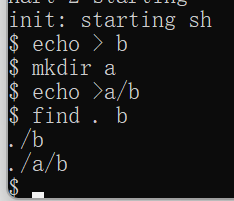 init: starting sh
$ echo > b
$ mkdir a
$ echo >a/b
$ find . b
./b
./a/b
$